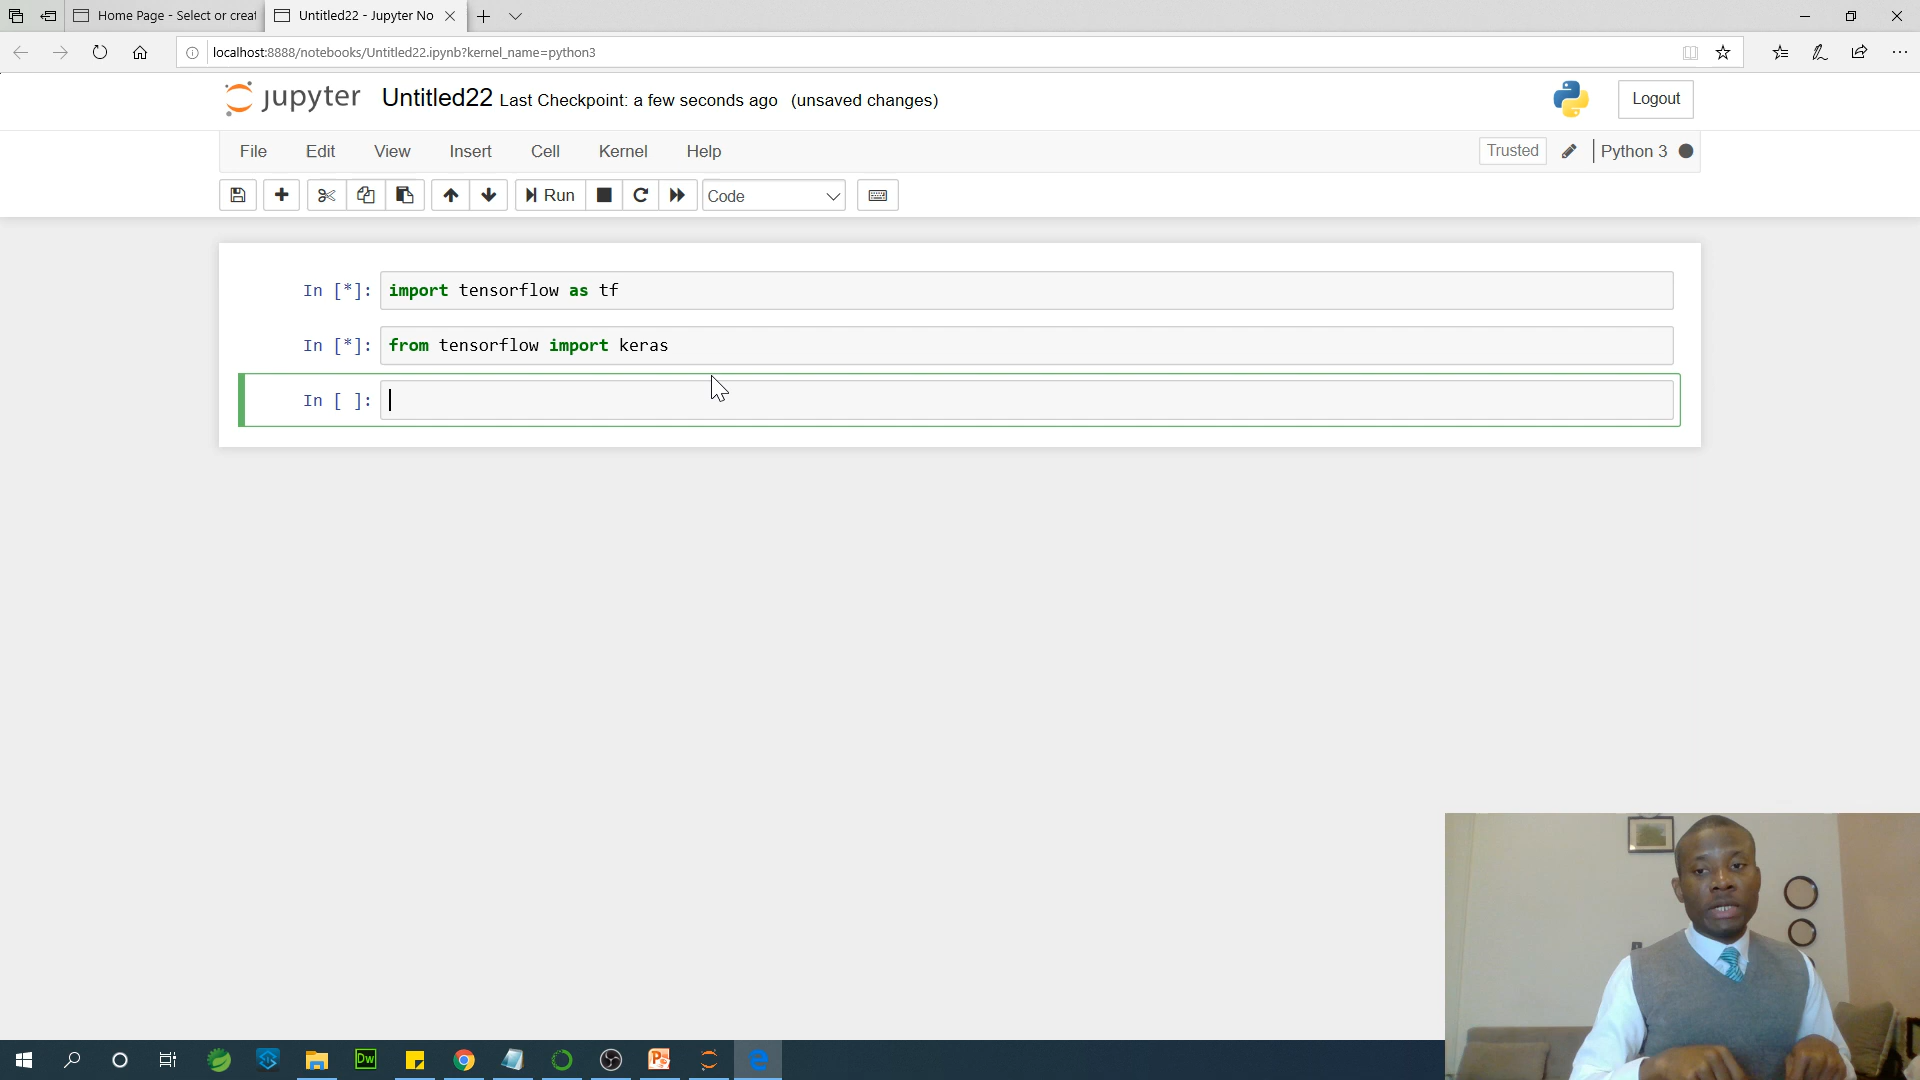 Home Page - Select or creat
Untitled22 - Jupyter No
localhost:8888/notebooks/Untitled22.ipynb?kernel_name=python3
jupyter Untitled22 Last Checkpoint: a few seconds ago (unsaved changes)
Logout
File Edit View Insert Cell Kernel Help
Trusted Python 3
Run Code
In [*]: import tensorflow as tf
In [*]: from tensorflow import keras
In [ ]:
Dw